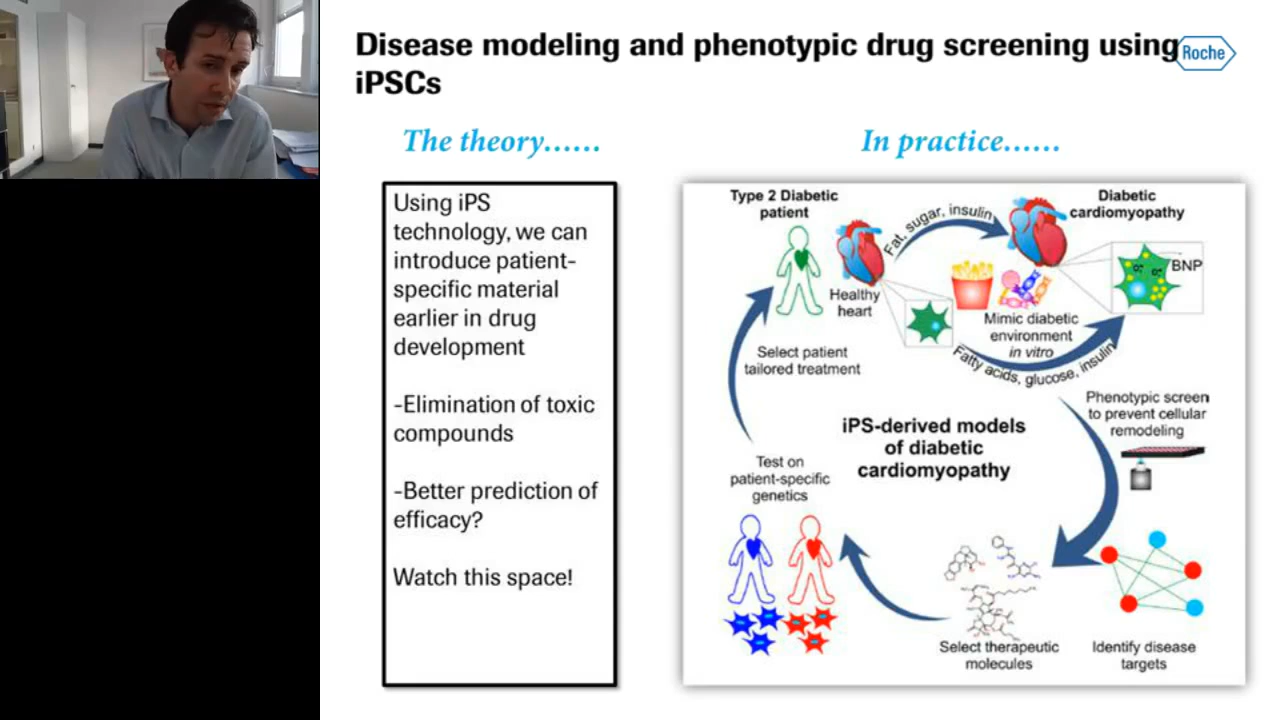 Disease modeling and phenotypic drug screening using
iPSCs
Roche
The theory......
In practice......
Using iPS
technology, we can
introduce patient-
specific material
earlier in drug
development
-Elimination of toxic
compounds
-Better prediction of
efficacy?
Watch this space!
Type 2 Diabetic
patient
Fat, sugar, insulin
Diabetic
cardiomyopathy
BNP
Healthy
heart
Mimic diabetic
environment
in vitro
Fatty acids, glucose, insulin
Select patient
tailored treatment
Phenotypic screen
to prevent cellular
remodeling
iPS-derived models
of diabetic
cardiomyopathy
Test on
patient-specific
genetics
Select therapeutic
molecules
Identify disease
targets